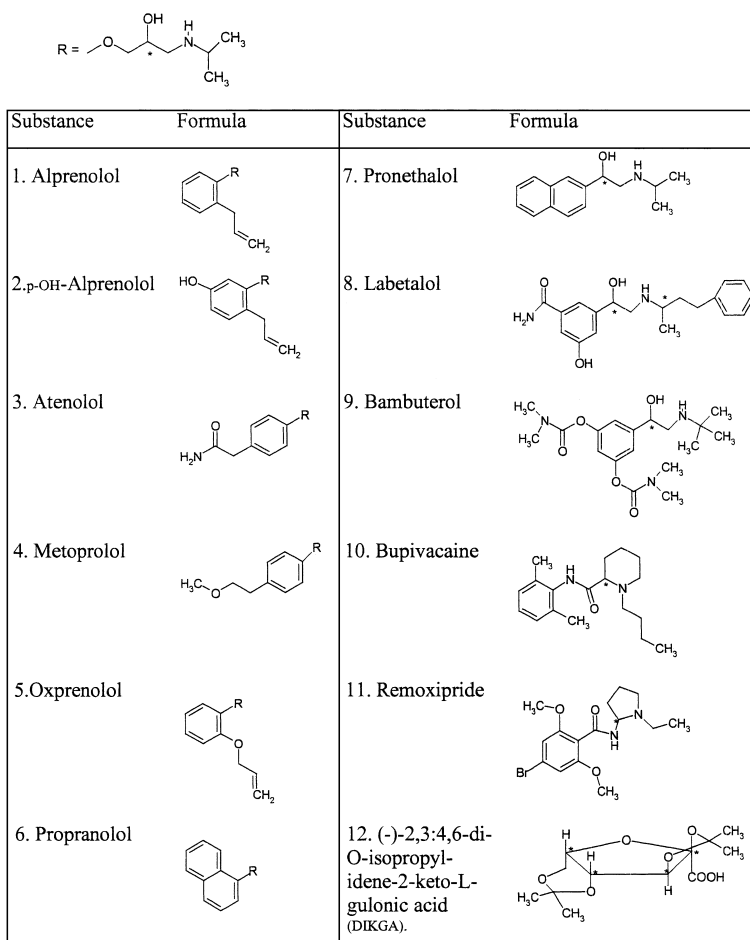 OH
R = O * H N CH₃
CH₃
Substance Formula Substance Formula
1. Alprenolol
R
CH₂
7. Pronethalol
OH H
* N CH₃
CH₃
2.p-OH-Alprenolol
HO R
CH₂
8. Labetalol
O OH H *
H₂N * N CH₃
OH
3. Atenolol
R
O
H₂N
9. Bambuterol
H₃C OH H CH₃
N O * N CH₃
H₃C O H₃C
CH₃
O N CH₃
O
4. Metoprolol
R
H₃C O
10. Bupivacaine
CH₃ H
N * N
O
CH₃
CH₃
5.Oxprenolol
R
O
CH₂
11. Remoxipride
H₃C O O N CH₃
N
H
Br O
CH₃
6. Propranolol
R
12. (-)-2,3:4,6-di-
O-isopropyl-
idene-2-keto-L-
gulonic acid
(DIKGA).
H O O CH₃
* H O * CH₃
O * * COOH
O H
H₃C CH₃